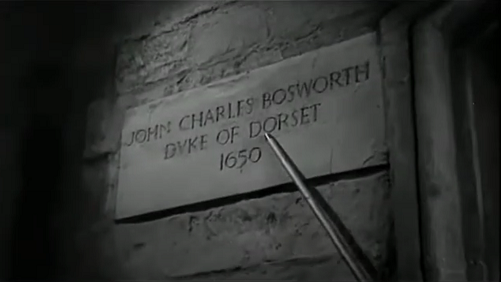 JOHN CHARLES BOSWORTH
DVKE OF DORSET
1650